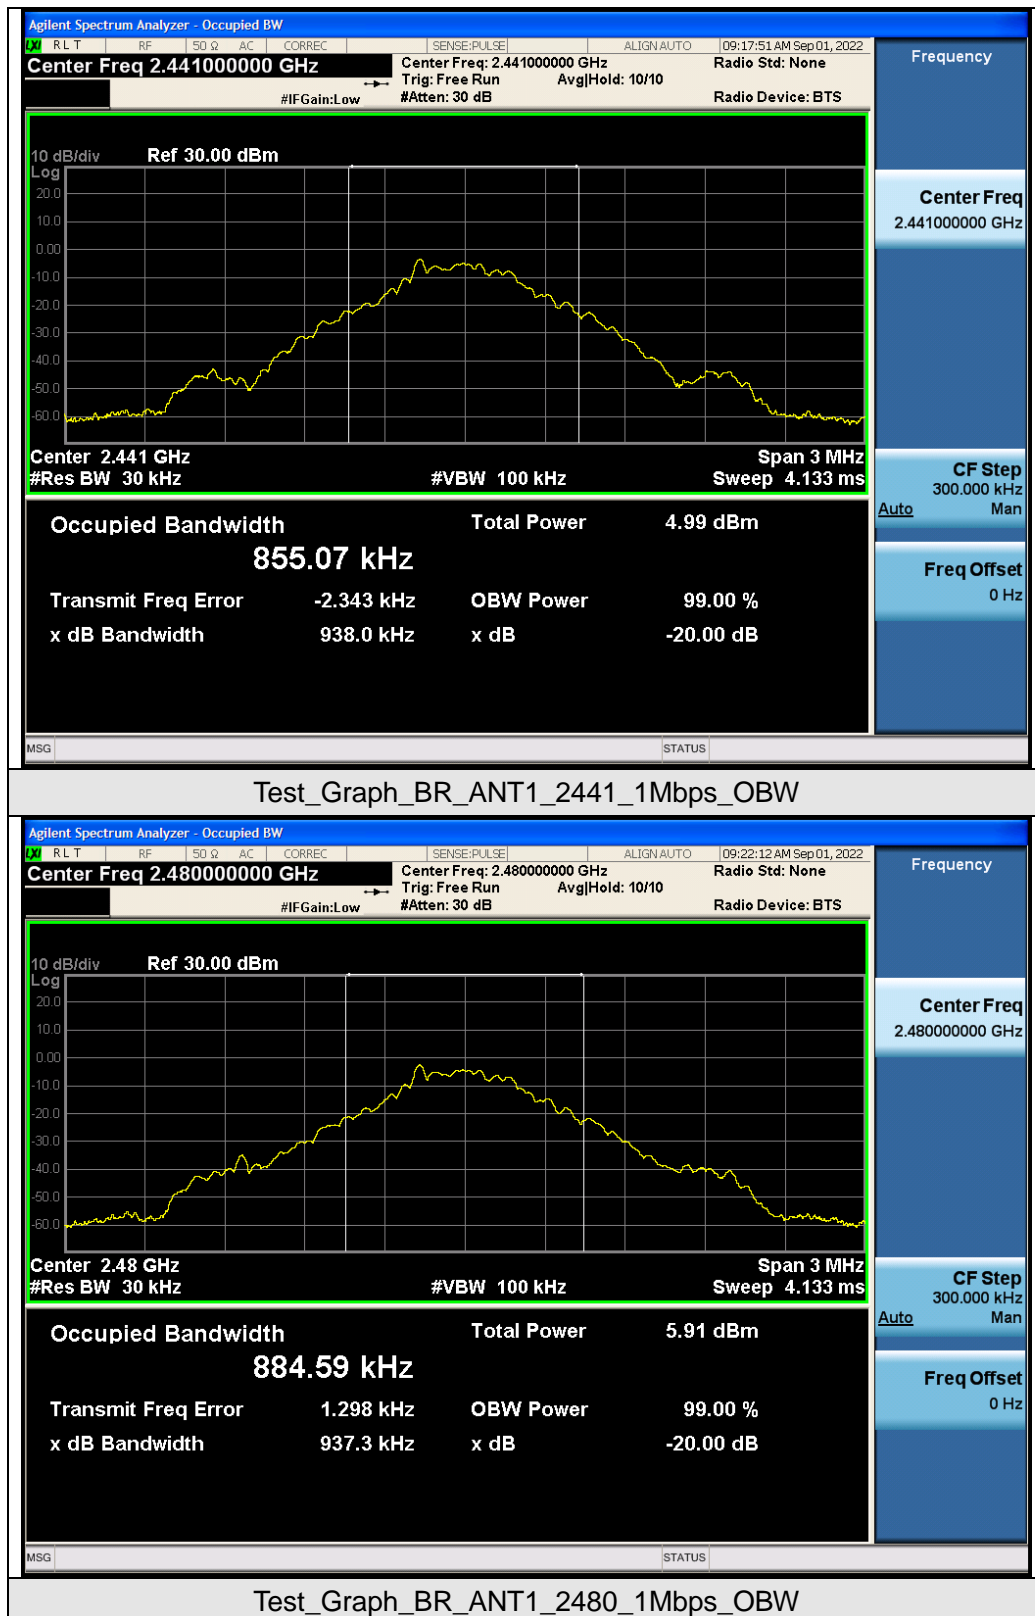 Agilent Spectrum Analyzer - Occupied BW
LXI RLT RF 50 Ω AC CORREC SENSE:PULSE ALIGN AUTO 09:17:51 AM Sep 01, 2022
Center Freq 2.441000000 GHz Center Freq: 2.441000000 GHz Radio Std: None
Trig: Free Run Avg|Hold: 10/10
#IFGain:Low #Atten: 30 dB Radio Device: BTS
Frequency
10 dB/div Ref 30.00 dBm
Log
20.0
10.0
0.00
-10.0
-20.0
-30.0
-40.0
-50.0
-60.0
Center 2.441 GHz Span 3 MHz
#Res BW 30 kHz #VBW 100 kHz Sweep 4.133 ms
Center Freq
2.441000000 GHz
CF Step
300.000 kHz
Auto Man
Freq Offset
0 Hz
Occupied Bandwidth Total Power 4.99 dBm
855.07 kHz
Transmit Freq Error -2.343 kHz OBW Power 99.00 %
x dB Bandwidth 938.0 kHz x dB -20.00 dB
MSG STATUS
Test_Graph_BR_ANT1_2441_1Mbps_OBW
Agilent Spectrum Analyzer - Occupied BW
LXI RLT RF 50 Ω AC CORREC SENSE:PULSE ALIGN AUTO 09:22:12 AM Sep 01, 2022
Center Freq 2.480000000 GHz Center Freq: 2.480000000 GHz Radio Std: None
Trig: Free Run Avg|Hold: 10/10
#IFGain:Low #Atten: 30 dB Radio Device: BTS
Frequency
10 dB/div Ref 30.00 dBm
Log
20.0
10.0
0.00
-10.0
-20.0
-30.0
-40.0
-50.0
-60.0
Center 2.48 GHz Span 3 MHz
#Res BW 30 kHz #VBW 100 kHz Sweep 4.133 ms
Center Freq
2.480000000 GHz
CF Step
300.000 kHz
Auto Man
Freq Offset
0 Hz
Occupied Bandwidth Total Power 5.91 dBm
884.59 kHz
Transmit Freq Error 1.298 kHz OBW Power 99.00 %
x dB Bandwidth 937.3 kHz x dB -20.00 dB
MSG STATUS
Test_Graph_BR_ANT1_2480_1Mbps_OBW